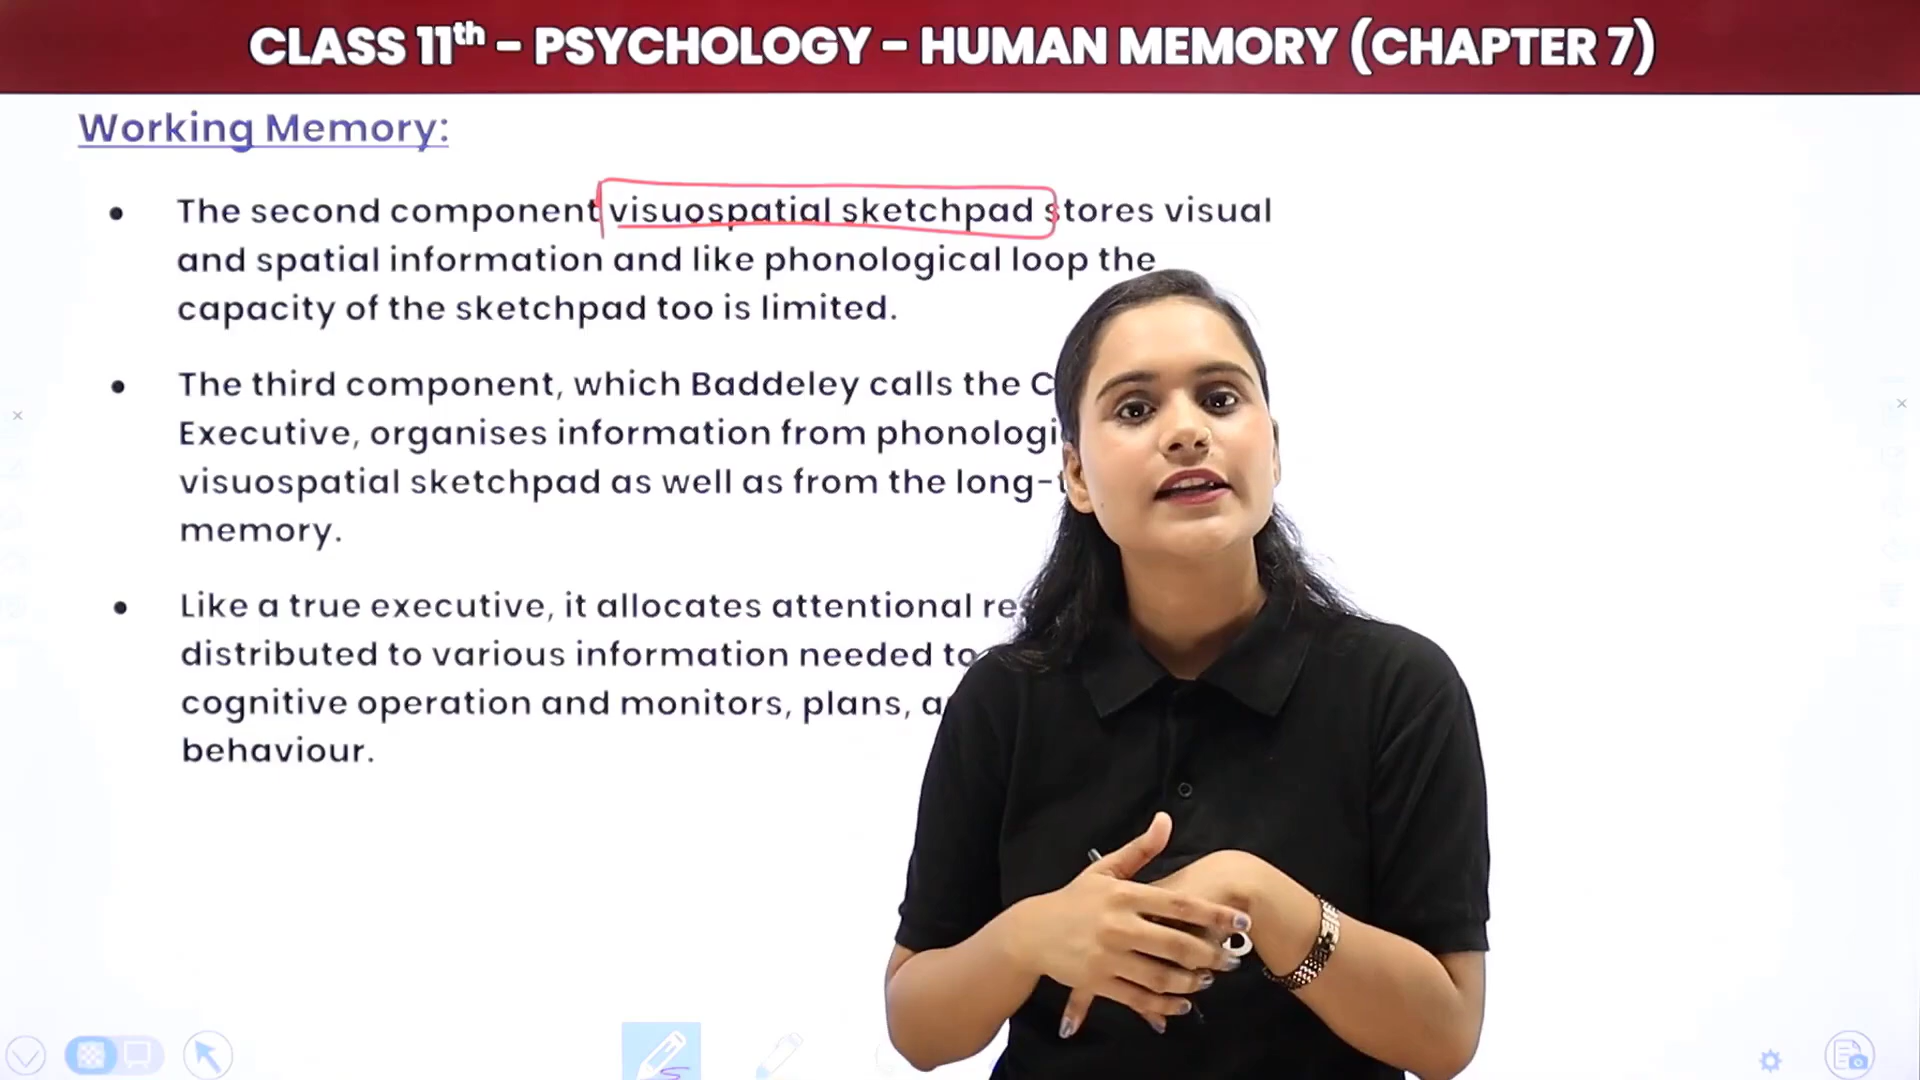 CLASS 11th - PSYCHOLOGY - HUMAN MEMORY (CHAPTER 7)
Working Memory:
• The second component visuospatial sketchpad stores visual
and spatial information and like phonological loop the
capacity of the sketchpad too is limited.
• The third component, which Baddeley calls the
Executive, organises information from
visuospatial sketchpad as well as from the
memory.
• Like a true executive, it allocates attentional
distributed to various information needed to
cognitive operation and monitors, plans,
behaviour.